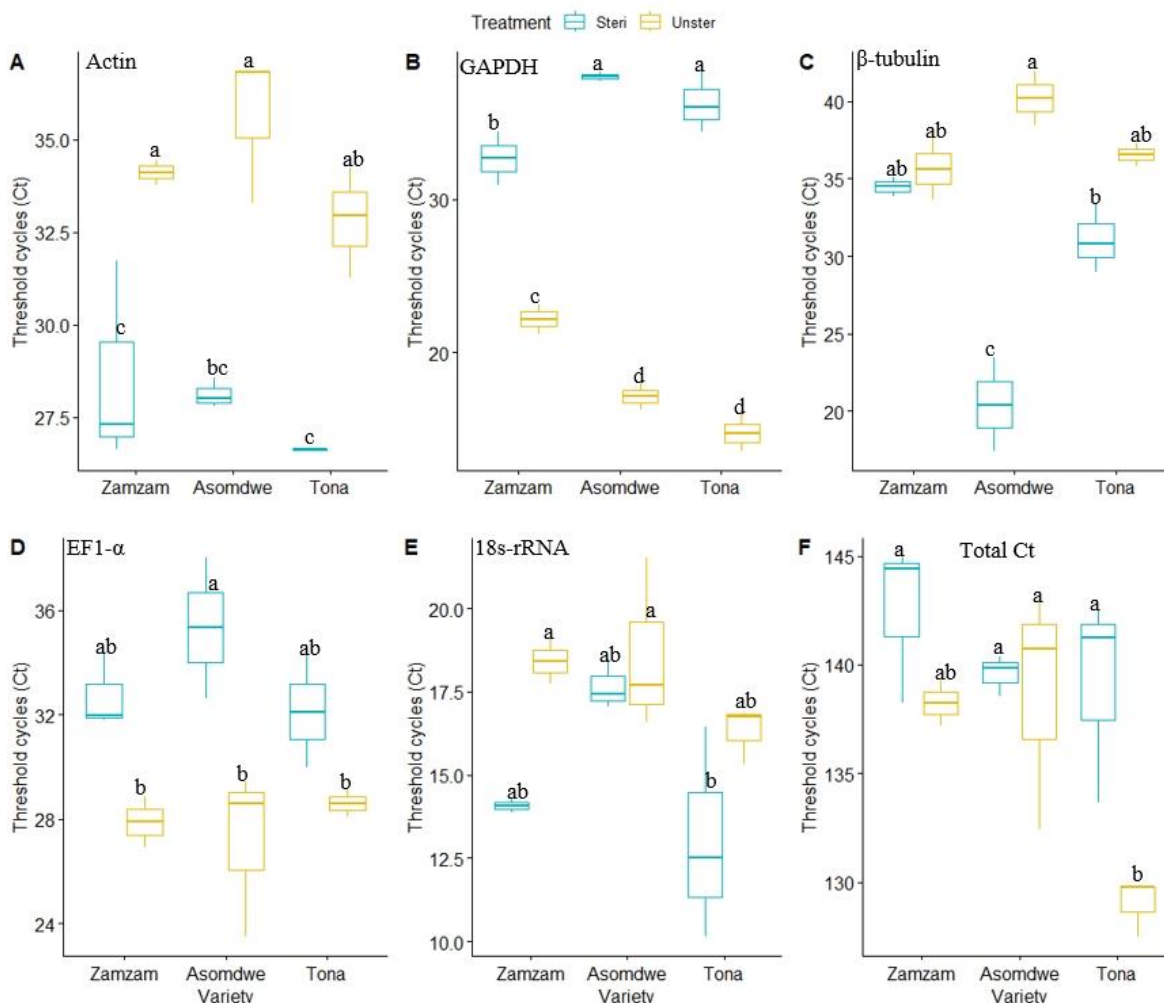 Treatment Steri Unster
A Actin
Threshold cycles (Ct)
35.0
32.5
30.0
27.5
c a bc a c ab
Zamzam Asomdwe Tona
B GAPDH
Threshold cycles (Ct)
30
20
b c a d a d
Zamzam Asomdwe Tona
C β-tubulin
Threshold cycles (Ct)
40
35
30
25
20
ab ab c a b ab
Zamzam Asomdwe Tona
D EF1-α
Threshold cycles (Ct)
36
32
28
24
ab b a b ab b
Zamzam Asomdwe Tona
Variety
E 18s-rRNA
Threshold cycles (Ct)
20.0
17.5
15.0
12.5
10.0
ab a ab a b ab
Zamzam Asomdwe Tona
Variety
F Total Ct
Threshold cycles (Ct)
145
140
135
130
a ab a a a b
Zamzam Asomdwe Tona
Variety